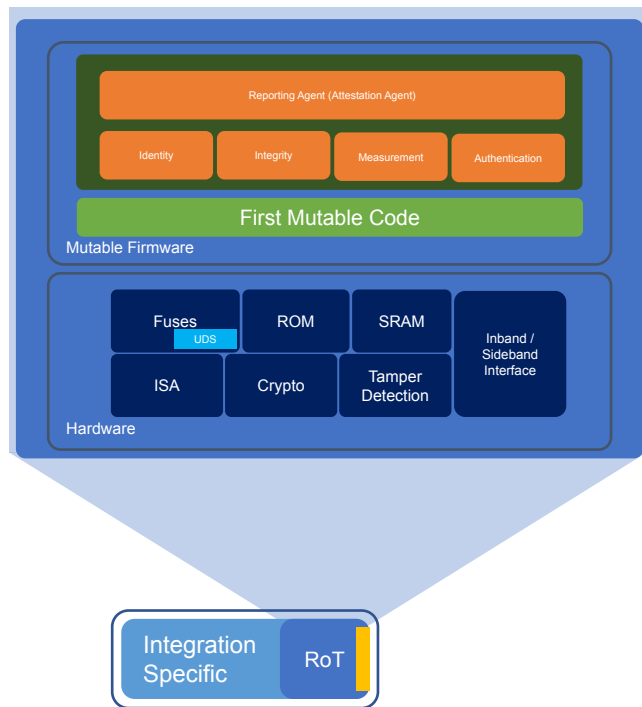 Reporting Agent (Attestation Agent)
Identity
Integrity
Measurement
Authentication
First Mutable Code
Mutable Firmware
Fuses
UDS
ROM
SRAM
Inband /
Sideband
Interface
ISA
Crypto
Tamper
Detection
Hardware
Integration
Specific
RoT